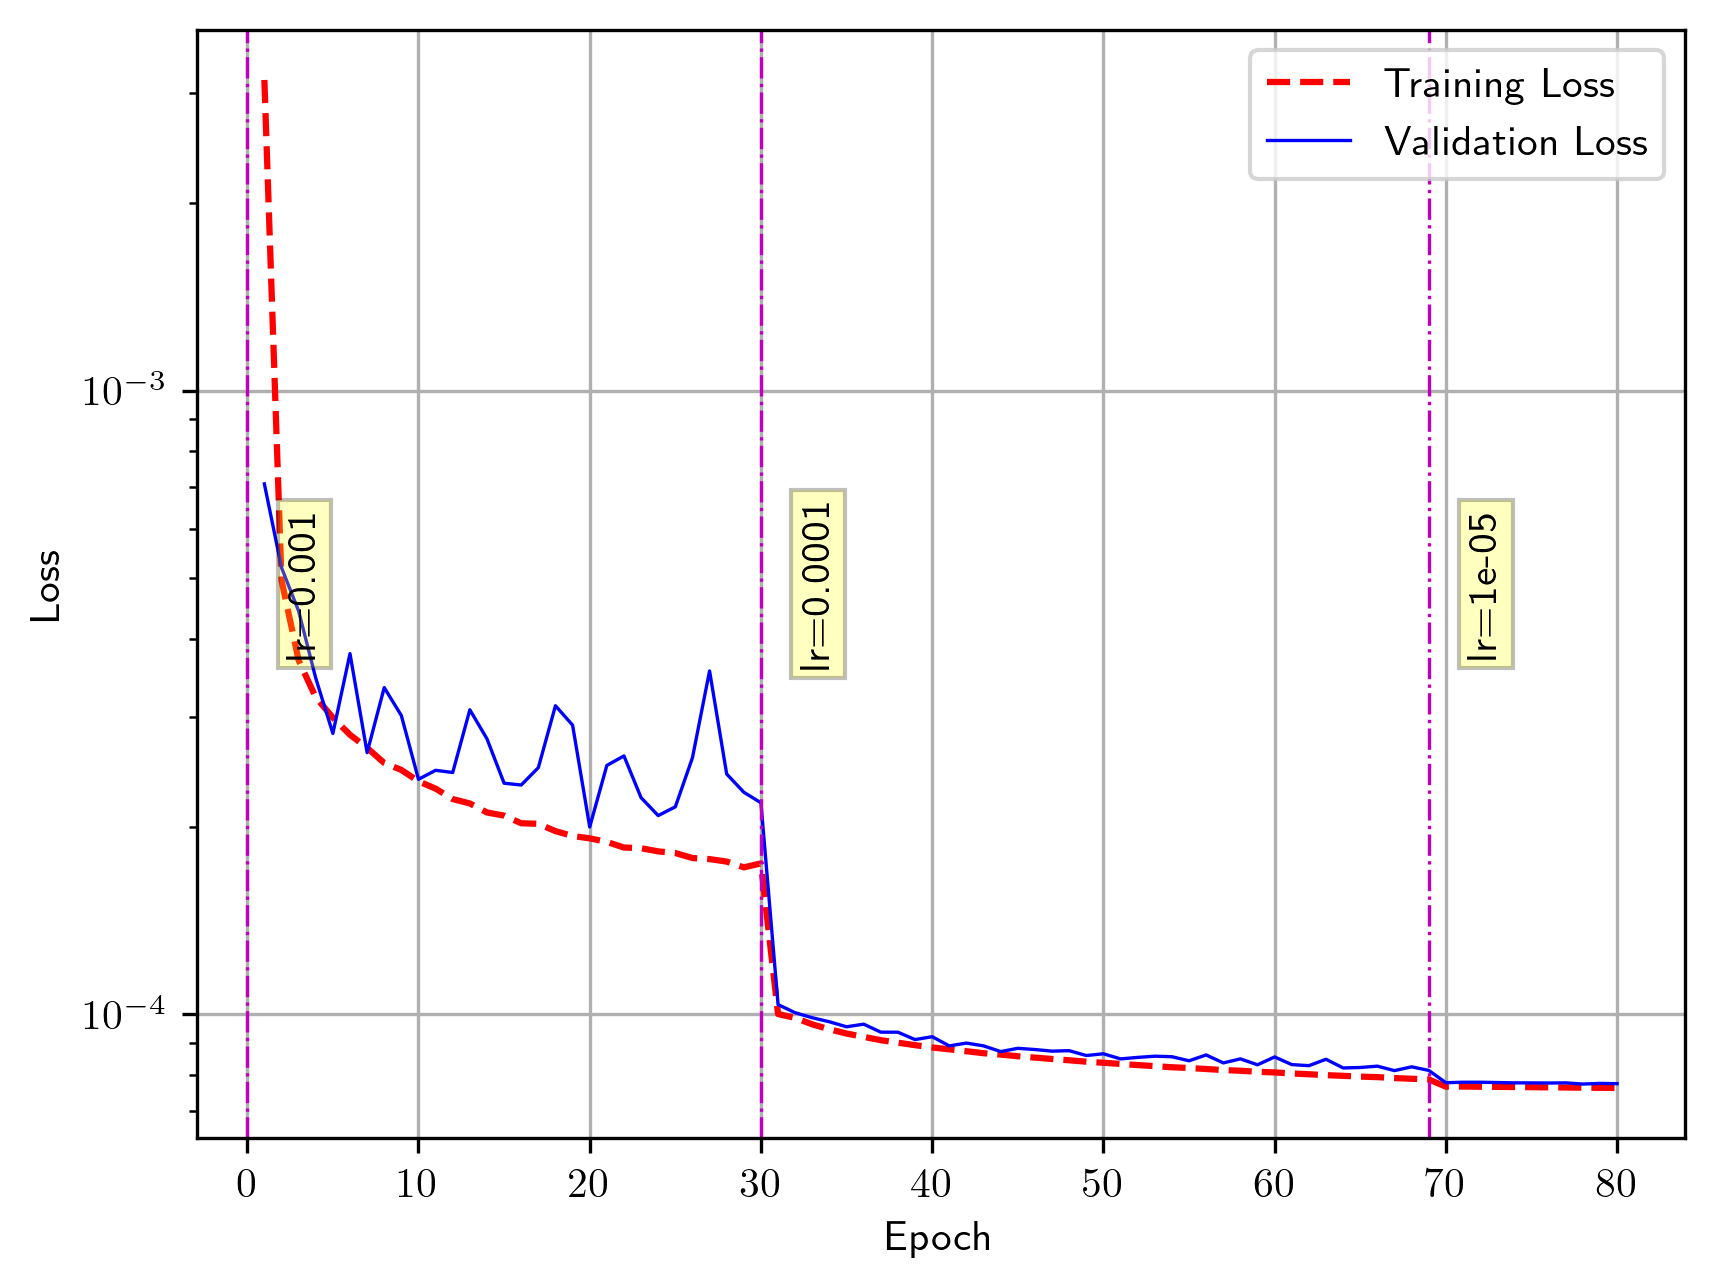 Training Loss
Validation Loss
10⁻³
10⁻⁴
Loss
lr=0.001
lr=0.0001
lr=1e-05
0 10 20 30 40 50 60 70 80
Epoch